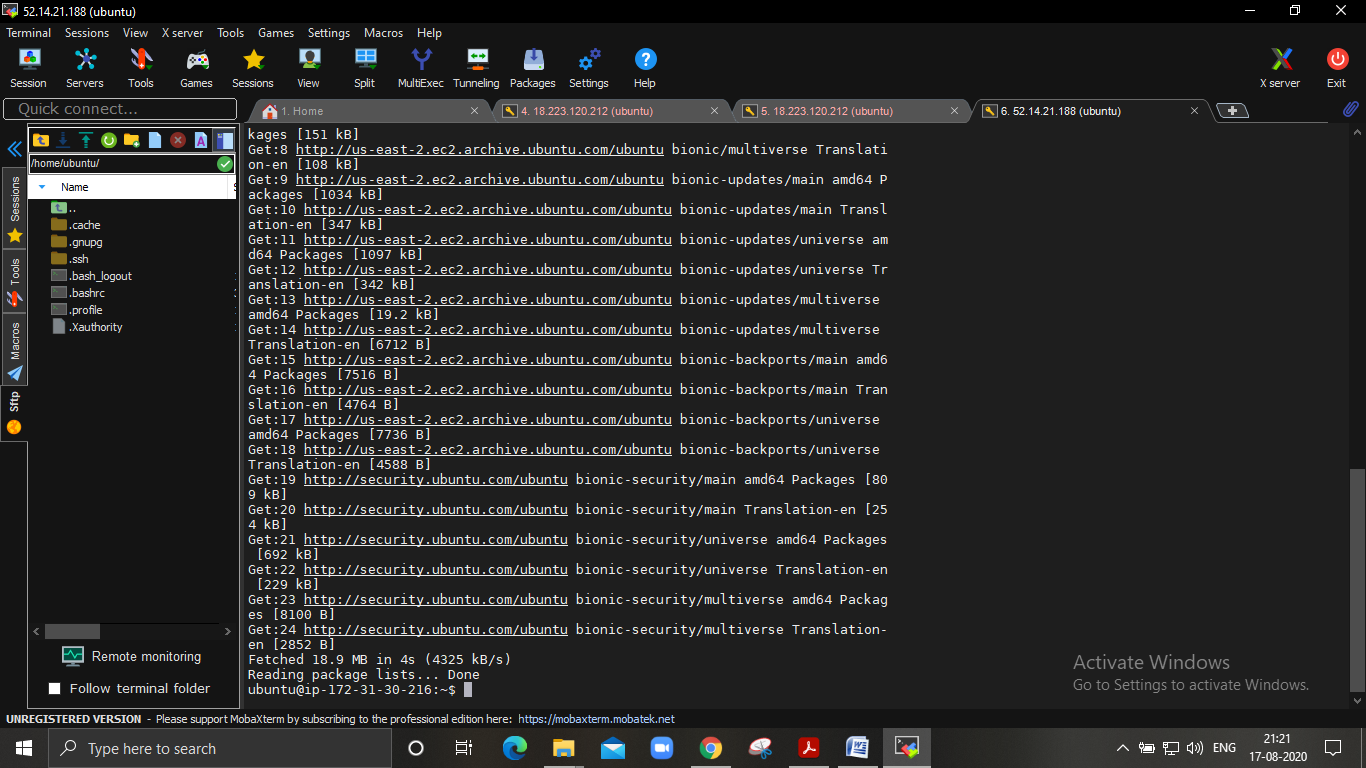 52.14.21.188 (ubuntu)
Terminal Sessions View X server Tools Games Settings Macros Help
Session Servers Tools Games Sessions View Split MultiExec Tunneling Packages Settings Help X server Exit
Quick connect...
1. Home
4. 18.223.120.212 (ubuntu)
5. 18.223.120.212 (ubuntu)
6. 52.14.21.188 (ubuntu)
Sessions
Tools
Macros
Sftp
/home/ubuntu/
Name
..
.cache
.gnupg
.ssh
.bash_logout
.bashrc
.profile
.Xauthority
Remote monitoring
Follow terminal folder
kages [151 kB]
Get:8 http://us-east-2.ec2.archive.ubuntu.com/ubuntu bionic/multiverse Translati
on-en [108 kB]
Get:9 http://us-east-2.ec2.archive.ubuntu.com/ubuntu bionic-updates/main amd64 P
ackages [1034 kB]
Get:10 http://us-east-2.ec2.archive.ubuntu.com/ubuntu bionic-updates/main Transl
ation-en [347 kB]
Get:11 http://us-east-2.ec2.archive.ubuntu.com/ubuntu bionic-updates/universe am
d64 Packages [1097 kB]
Get:12 http://us-east-2.ec2.archive.ubuntu.com/ubuntu bionic-updates/universe Tr
anslation-en [342 kB]
Get:13 http://us-east-2.ec2.archive.ubuntu.com/ubuntu bionic-updates/multiverse
amd64 Packages [19.2 kB]
Get:14 http://us-east-2.ec2.archive.ubuntu.com/ubuntu bionic-updates/multiverse
Translation-en [6712 B]
Get:15 http://us-east-2.ec2.archive.ubuntu.com/ubuntu bionic-backports/main amd6
4 Packages [7516 B]
Get:16 http://us-east-2.ec2.archive.ubuntu.com/ubuntu bionic-backports/main Tran
slation-en [4764 B]
Get:17 http://us-east-2.ec2.archive.ubuntu.com/ubuntu bionic-backports/universe
amd64 Packages [7736 B]
Get:18 http://us-east-2.ec2.archive.ubuntu.com/ubuntu bionic-backports/universe
Translation-en [4588 B]
Get:19 http://security.ubuntu.com/ubuntu bionic-security/main amd64 Packages [80
9 kB]
Get:20 http://security.ubuntu.com/ubuntu bionic-security/main Translation-en [25
4 kB]
Get:21 http://security.ubuntu.com/ubuntu bionic-security/universe amd64 Packages
[692 kB]
Get:22 http://security.ubuntu.com/ubuntu bionic-security/universe Translation-en
[229 kB]
Get:23 http://security.ubuntu.com/ubuntu bionic-security/multiverse amd64 Packag
es [8100 B]
Get:24 http://security.ubuntu.com/ubuntu bionic-security/multiverse Translation-
en [2852 B]
Fetched 18.9 MB in 4s (4325 kB/s)
Reading package lists... Done
ubuntu@ip-172-31-30-216:~$
Activate Windows
Go to Settings to activate Windows.
UNREGISTERED VERSION - Please support MobaXterm by subscribing to the professional edition here: https://mobaxterm.mobatek.net
Type here to search
ENG
21:21
17-08-2020